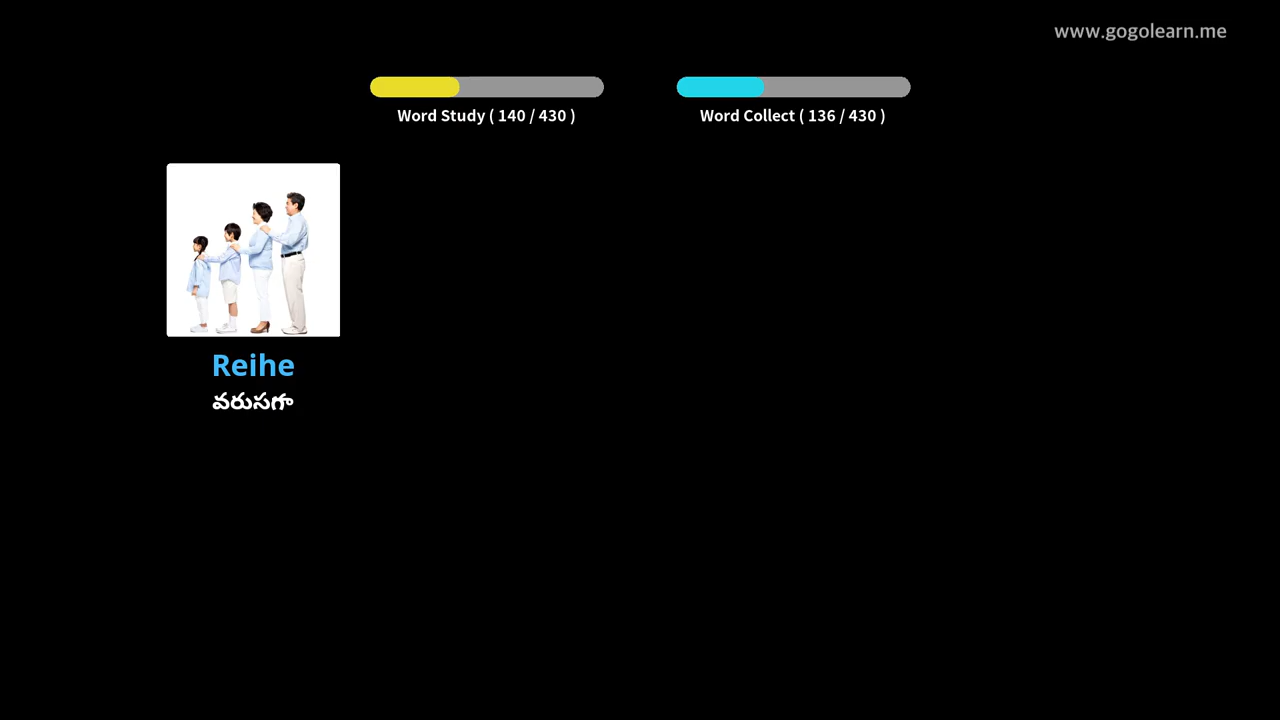 www.gogolearn.me
Word Study ( 140 / 430 )
Word Collect ( 136 / 430 )
Reihe
వరుసగా